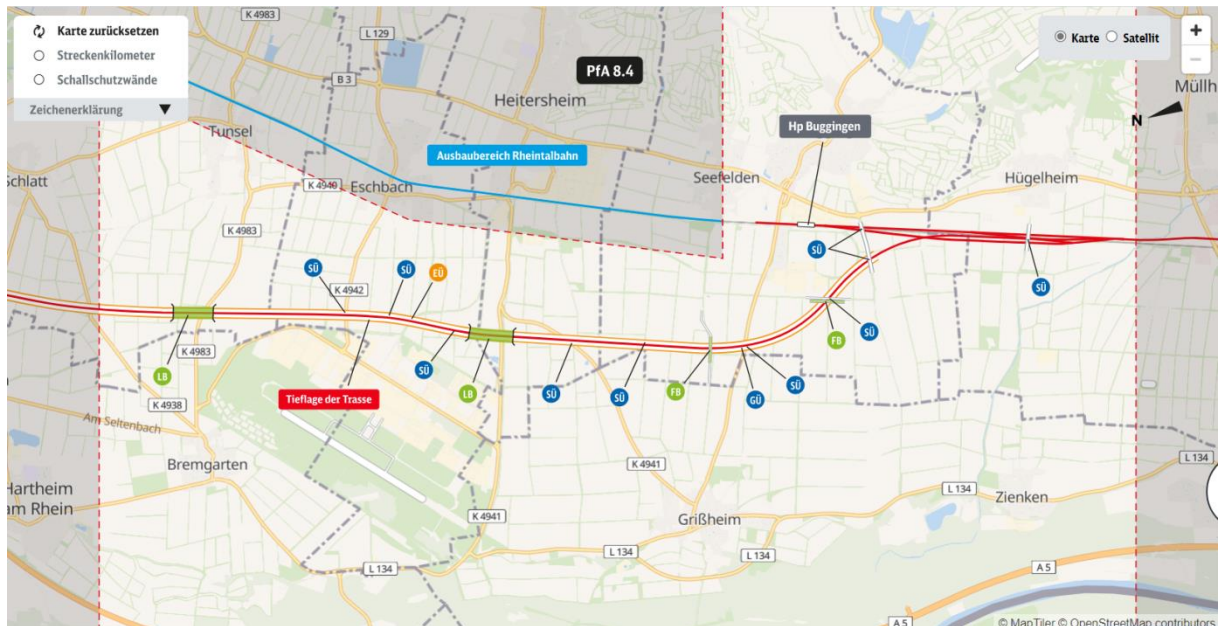 Karte zurücksetzen
Streckenkilometer
Schallschutzwände
Zeichenerklärung
K 4983
L 129
B 3
PfA 8.4
Karte
Satellit
+
−
Müllh
N
Heitersheim
Tunsel
Hp Buggingen
Ausbaubereich Rheintalbahn
Schlatt
K 4940
Eschbach
Seefelden
Hügelheim
K 4983
SÜ
SÜ
EÜ
SÜ
SÜ
K 4942
K 4983
SÜ
LB
SÜ
LB
SÜ
SÜ
FB
GÜ
SÜ
FB
SÜ
Tieflage der Trasse
K 4938
Am Seltenbach
Bremgarten
K 4941
L 134
Hartheim
am Rhein
L 134
Zienken
K 4941
Grißheim
L 134
L 134
L 134
A 5
A 5
© MapTiler © OpenStreetMap contributors